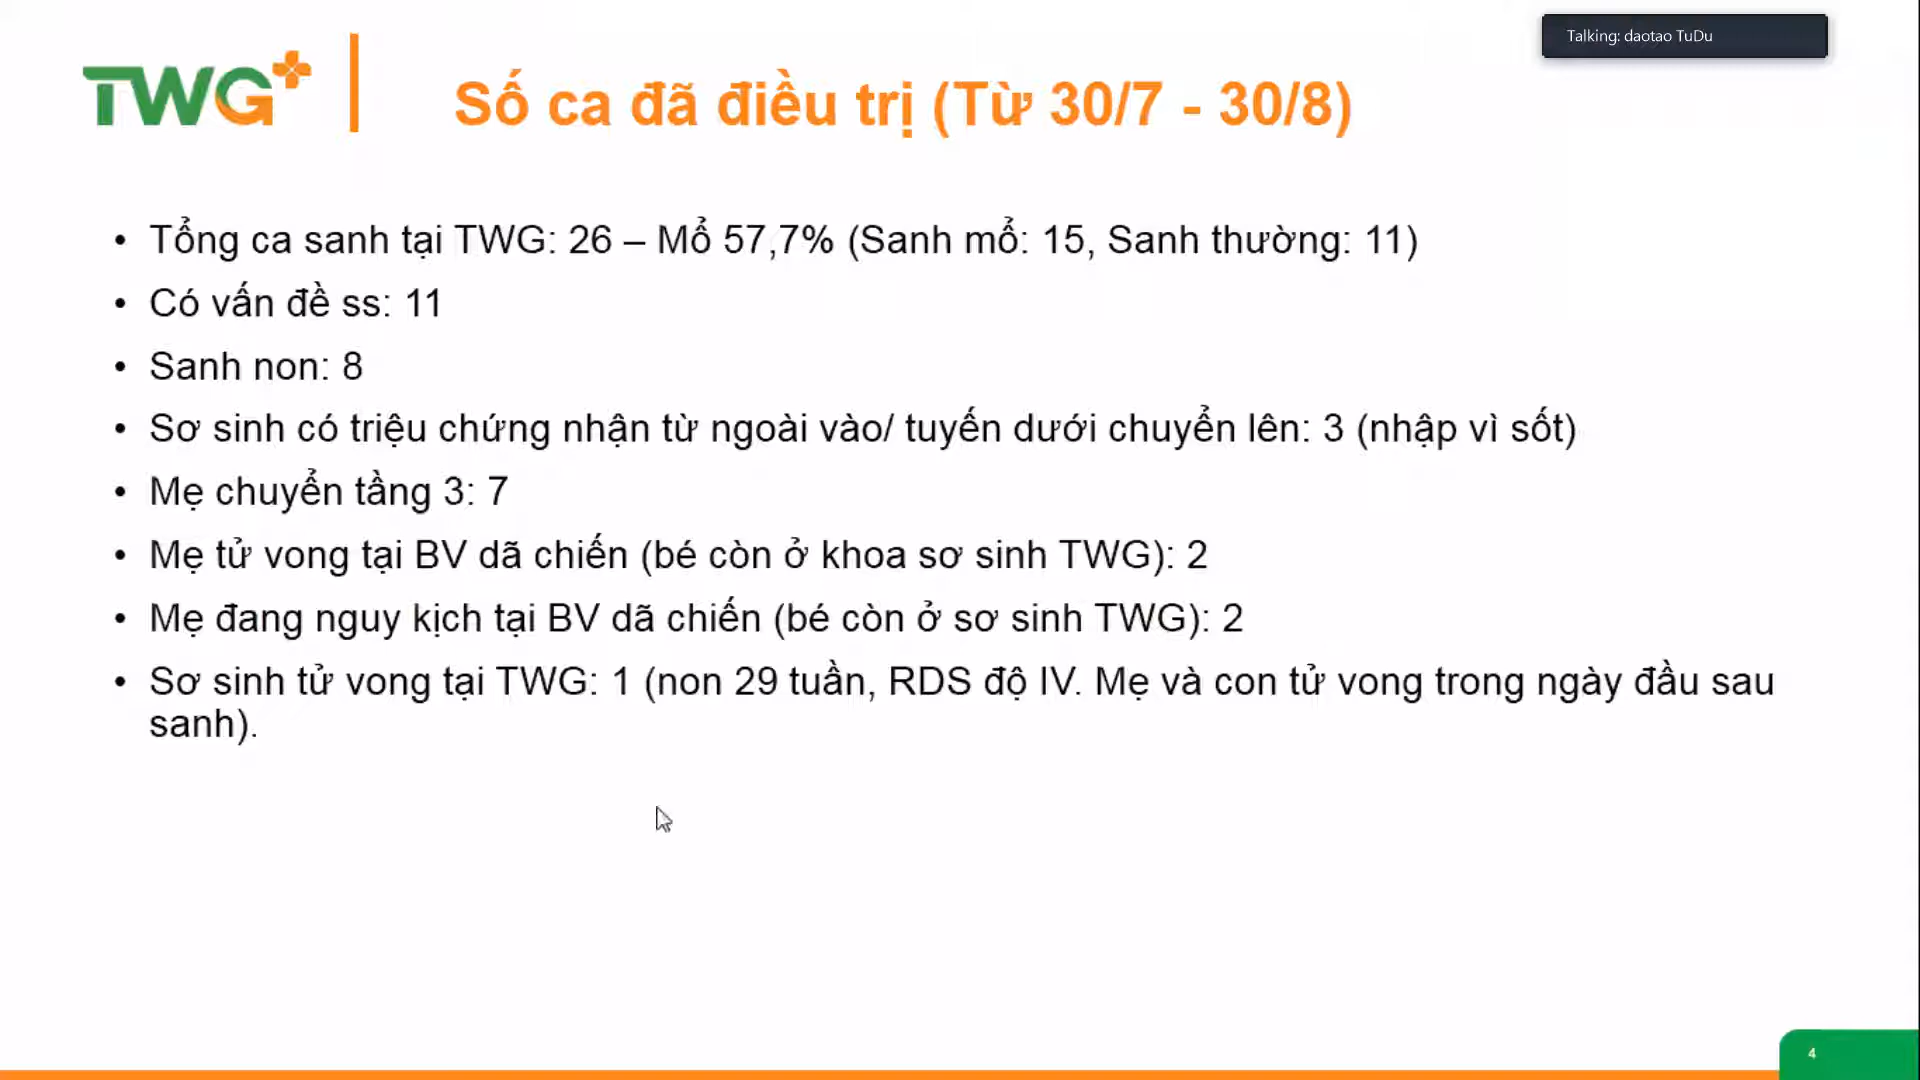 Talking: daotao TuDu
TWG+
Số ca đã điều trị (Từ 30/7 - 30/8)
• Tổng ca sanh tại TWG: 26 – Mổ 57,7% (Sanh mổ: 15, Sanh thường: 11)
• Có vấn đề ss: 11
• Sanh non: 8
• Sơ sinh có triệu chứng nhận từ ngoài vào/ tuyến dưới chuyển lên: 3 (nhập vì sốt)
• Mẹ chuyển tầng 3: 7
• Mẹ tử vong tại BV dã chiến (bé còn ở khoa sơ sinh TWG): 2
• Mẹ đang nguy kịch tại BV dã chiến (bé còn ở sơ sinh TWG): 2
• Sơ sinh tử vong tại TWG: 1 (non 29 tuần, RDS độ IV. Mẹ và con tử vong trong ngày đầu sau
sanh).
4